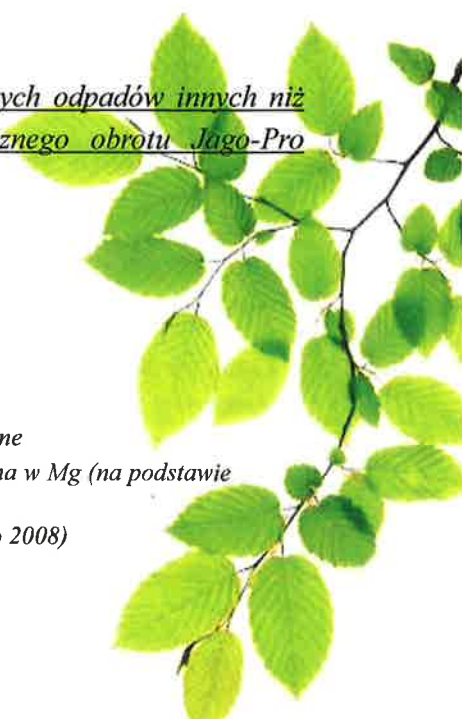 ych odpadów innych niż
znego obrotu Jago-Pro
ne
na w Mg (na podstawie
o 2008)